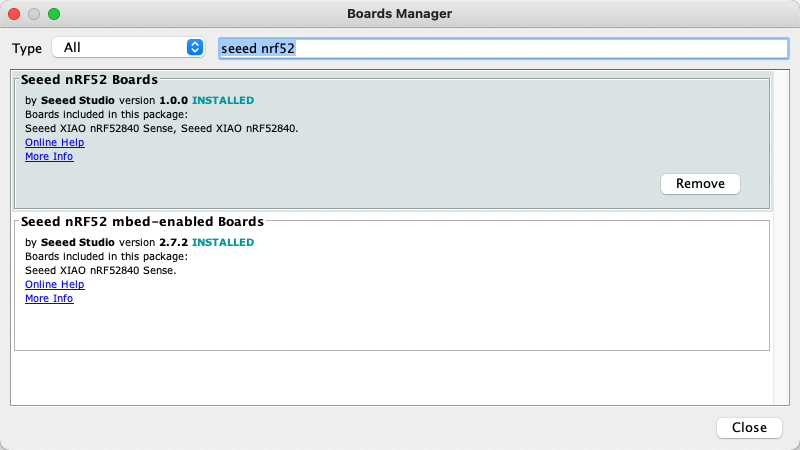 Boards Manager
Type All seeed nrf52
Seeed nRF52 Boards
by Seeed Studio version 1.0.0 INSTALLED
Boards included in this package:
Seeed XIAO nRF52840 Sense, Seeed XIAO nRF52840.
Online Help
More Info
Remove
Seeed nRF52 mbed-enabled Boards
by Seeed Studio version 2.7.2 INSTALLED
Boards included in this package:
Seeed XIAO nRF52840 Sense.
Online Help
More Info
Close